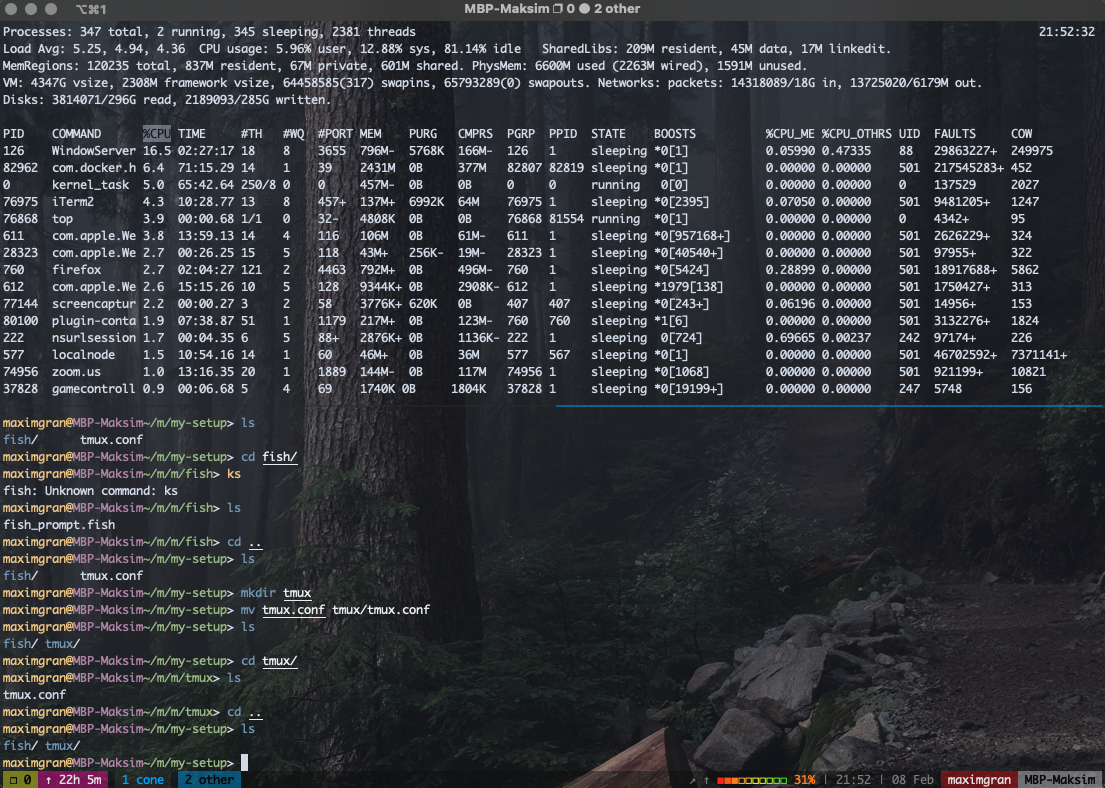 ⌥⌘1 MBP-Maksim ❐ 0 ● 2 other
Processes: 347 total, 2 running, 345 sleeping, 2381 threads 21:52:32
Load Avg: 5.25, 4.94, 4.36 CPU usage: 5.96% user, 12.88% sys, 81.14% idle SharedLibs: 209M resident, 45M data, 17M linkedit.
MemRegions: 120235 total, 837M resident, 67M private, 601M shared. PhysMem: 6600M used (2263M wired), 1591M unused.
VM: 4347G vsize, 2308M framework vsize, 64458585(317) swapins, 65793289(0) swapouts. Networks: packets: 14318089/18G in, 13725020/6179M out.
Disks: 3814071/296G read, 2189093/285G written.
PID COMMAND %CPU TIME #TH #WQ #PORT MEM PURG CMPRS PGRP PPID STATE BOOSTS %CPU_ME %CPU_OTHRS UID FAULTS COW
126 WindowServer 16.5 02:27:17 18 8 3655 796M- 5768K 166M- 126 1 sleeping *0[1] 0.05990 0.47335 88 29863227+ 249975
82962 com.docker.h 6.4 71:15.29 14 1 39 2431M 0B 377M 82807 82819 sleeping *0[1] 0.00000 0.00000 501 217545283+ 452
0 kernel_task 5.0 65:42.64 250/8 0 0 457M- 0B 0B 0 0 running 0[0] 0.00000 0.00000 0 137529 2027
76975 iTerm2 4.3 10:28.77 13 8 457+ 137M+ 6992K 64M 76975 1 sleeping *0[2395] 0.07050 0.00000 501 9481205+ 1247
76868 top 3.9 00:00.68 1/1 0 32- 4808K 0B 0B 76868 81554 running *0[1] 0.00000 0.00000 0 4342+ 95
611 com.apple.We 3.8 13:59.13 14 4 116 106M 0B 61M- 611 1 sleeping *0[957168+] 0.00000 0.00000 501 2626229+ 324
28323 com.apple.We 2.7 00:26.25 15 5 118 43M+ 256K- 19M- 28323 1 sleeping *0[40540+] 0.00000 0.00000 501 97955+ 322
760 firefox 2.7 02:04:27 121 2 4463 792M+ 0B 496M- 760 1 sleeping *0[5424] 0.28899 0.00000 501 18917688+ 5862
612 com.apple.We 2.6 15:15.26 10 5 128 9344K+ 0B 2908K- 612 1 sleeping *1979[138] 0.00000 0.00000 501 1750427+ 313
77144 screencaptur 2.2 00:00.27 3 2 58 3776K+ 620K 0B 407 407 sleeping *0[243+] 0.06196 0.00000 501 14956+ 153
80100 plugin-conta 1.9 07:38.87 51 1 1179 217M+ 0B 123M- 760 760 sleeping *1[6] 0.00000 0.00000 501 3132276+ 1824
222 nsurlsession 1.7 00:04.35 6 5 88+ 2876K+ 0B 1136K- 222 1 sleeping 0[724] 0.69665 0.00237 242 97174+ 226
577 localnode 1.5 10:54.16 14 1 60 46M+ 0B 36M 577 567 sleeping *0[1] 0.00000 0.00000 501 46702592+ 7371141+
74956 zoom.us 1.0 13:16.35 20 1 1889 144M- 0B 117M 74956 1 sleeping *0[1068] 0.00000 0.00000 501 921199+ 10821
37828 gamecontroll 0.9 00:06.68 5 4 69 1740K 0B 1804K 37828 1 sleeping *0[19199+] 0.00000 0.00000 247 5748 156
maximgran@MBP-Maksim~/m/my-setup> ls
fish/ tmux.conf
maximgran@MBP-Maksim~/m/my-setup> cd fish/
maximgran@MBP-Maksim~/m/m/fish> ks
fish: Unknown command: ks
maximgran@MBP-Maksim~/m/m/fish> ls
fish_prompt.fish
maximgran@MBP-Maksim~/m/m/fish> cd ..
maximgran@MBP-Maksim~/m/my-setup> ls
fish/ tmux.conf
maximgran@MBP-Maksim~/m/my-setup> mkdir tmux
maximgran@MBP-Maksim~/m/my-setup> mv tmux.conf tmux/tmux.conf
maximgran@MBP-Maksim~/m/my-setup> ls
fish/ tmux/
maximgran@MBP-Maksim~/m/my-setup> cd tmux/
maximgran@MBP-Maksim~/m/m/tmux> ls
tmux.conf
maximgran@MBP-Maksim~/m/m/tmux> cd ..
maximgran@MBP-Maksim~/m/my-setup> ls
fish/ tmux/
maximgran@MBP-Maksim~/m/my-setup>
❐ 0 ↑ 22h 5m 1 cone 2 other ↗ ↑ 31% | 21:52 | 08 Feb maximgran MBP-Maksim